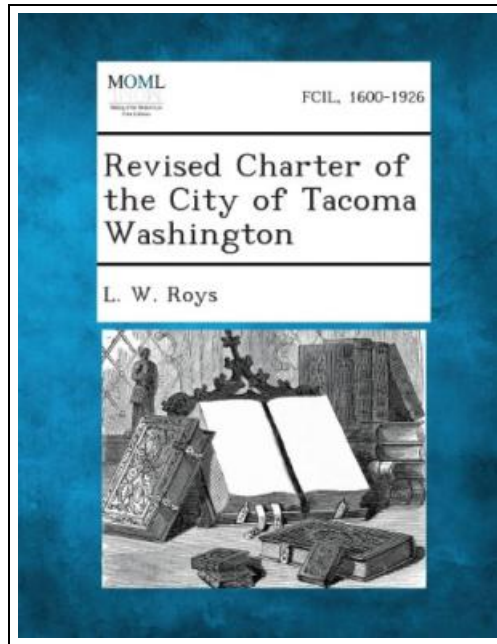 MOML
FCIL, 1600-1926
Revised Charter of
the City of Tacoma
Washington
L. W. Roys